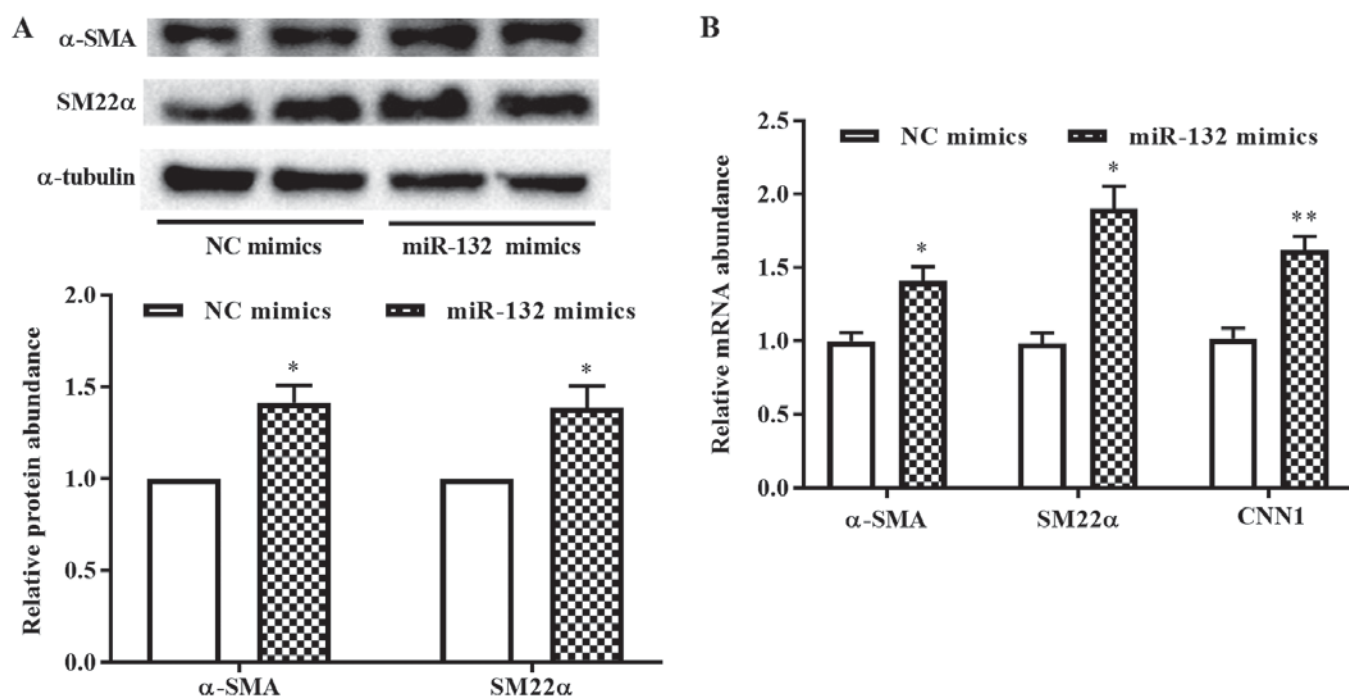 A
α-SMA
SM22α
α-tubulin
NC mimics miR-132 mimics
Relative protein abundance
2.0
1.5
1.0
0.5
0.0
NC mimics miR-132 mimics
* *
α-SMA SM22α
B
Relative mRNA abundance
2.5
2.0
1.5
1.0
0.5
0.0
NC mimics miR-132 mimics
* * **
α-SMA SM22α CNN1